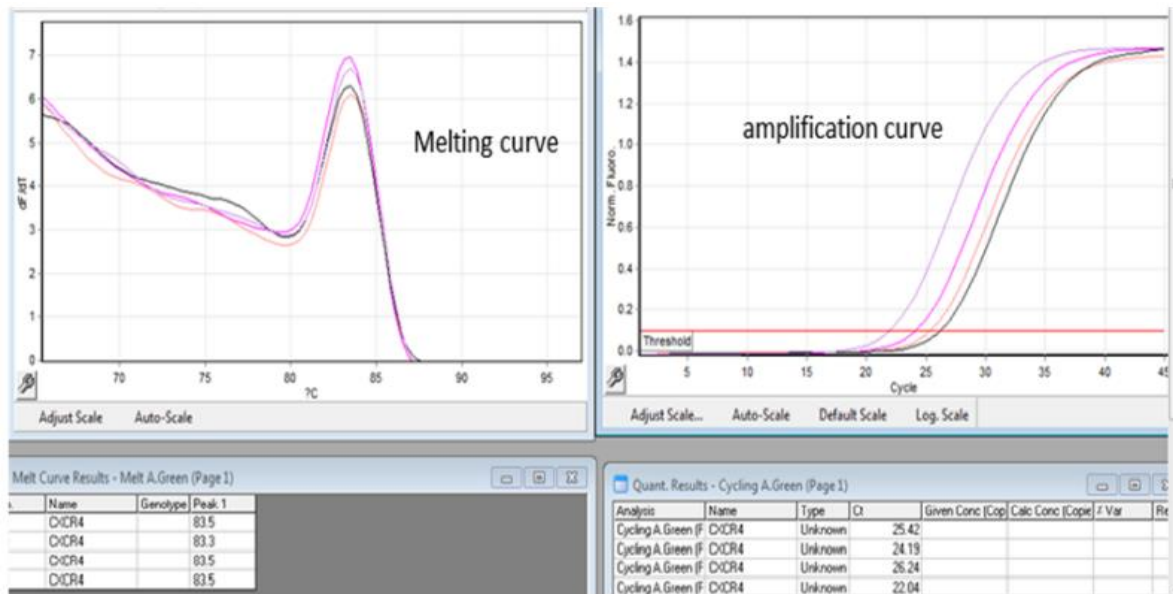 7
6
5
4
3
2
1
0
dF/dT
Melting curve
70 75 80 85 90 95
?C
Adjust Scale Auto-Scale
1.6
1.4
1.2
1.0
0.8
0.6
0.4
0.2
0.0
Norm. Fluoro.
amplification curve
Threshold
5 10 15 20 25 30 35 40 45
Cycle
Adjust Scale... Auto-Scale Default Scale Log. Scale
Melt Curve Results - Melt A.Green (Page 1)
Name Genotype Peak 1
CXCR4 83.5
CXCR4 83.3
CXCR4 83.5
CXCR4 83.5
Quant. Results - Cycling A.Green (Page 1)
Analysis Name Type Ct Given Conc (Cop Calc Conc (Copie % Var Re
Cycling A.Green (F CXCR4 Unknown 25.42
Cycling A.Green (F CXCR4 Unknown 24.19
Cycling A.Green (F CXCR4 Unknown 26.24
Cycling A.Green (F CXCR4 Unknown 22.04